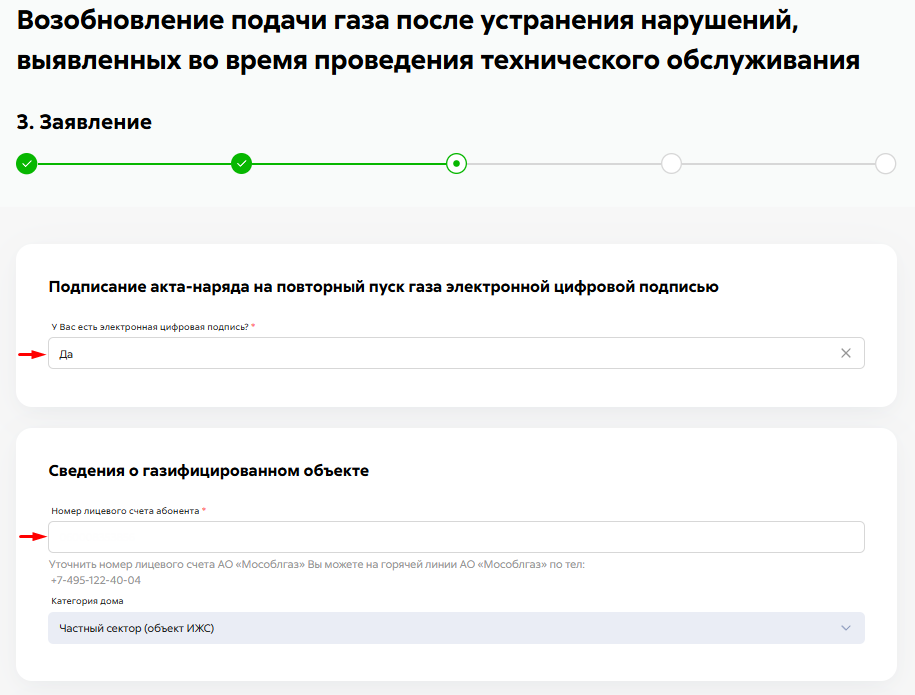 Возобновление подачи газа после устранения нарушений,
выявленных во время проведения технического обслуживания
3. Заявление
Подписание акта-наряда на повторный пуск газа электронной цифровой подписью
У Вас есть электронная цифровая подпись? *
Да
Сведения о газифицированном объекте
Номер лицевого счета абонента *
Уточнить номер лицевого счета АО «Мособлгаз» Вы можете на горячей линии АО «Мособлгаз» по тел:
+7-495-122-40-04
Категория дома
Частный сектор (объект ИЖС)